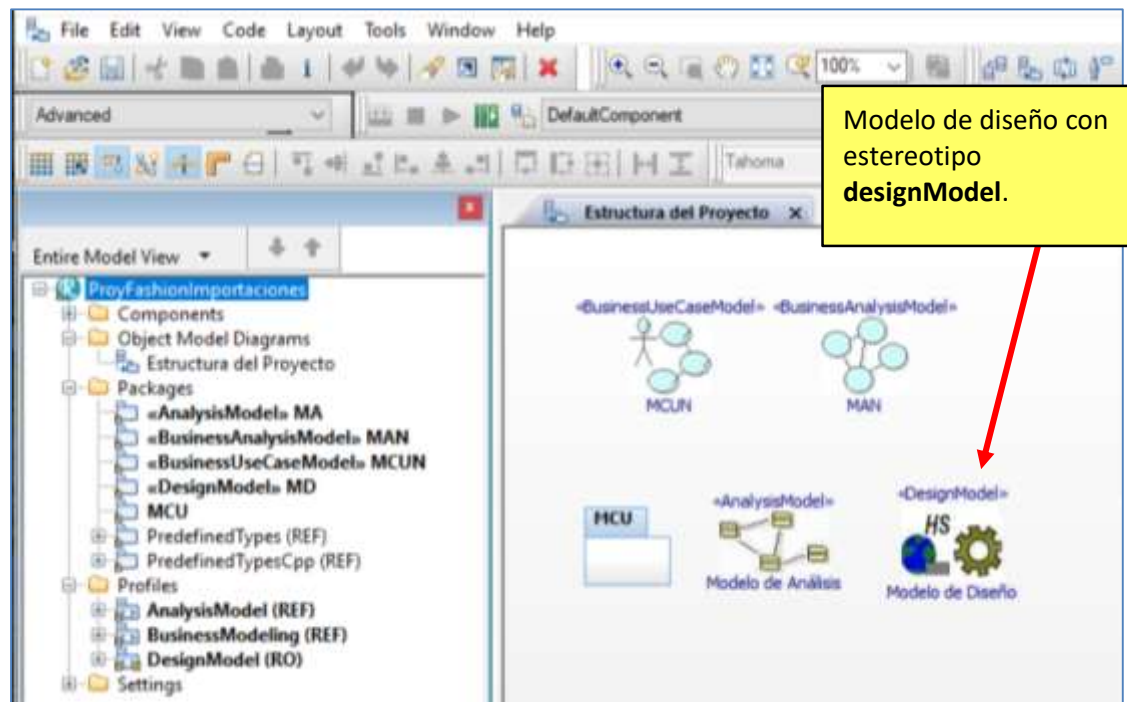 File Edit View Code Layout Tools Window Help
100%
Advanced
DefaultComponent
Tahoma
Modelo de diseño con
estereotipo
designModel.
Estructura del Proyecto x
Entire Model View
ProyFashionImportaciones
Components
Object Model Diagrams
Estructura del Proyecto
Packages
«AnalysisModel» MA
«BusinessAnalysisModel» MAN
«BusinessUseCaseModel» MCUN
«DesignModel» MD
MCU
PredefinedTypes (REF)
PredefinedTypesCpp (REF)
Profiles
AnalysisModel (REF)
BusinessModeling (REF)
DesignModel (RO)
Settings
«BusinessUseCaseModel» «BusinessAnalysisModel»
MCUN MAN
MCU
«AnalysisModel»
Modelo de Análisis
«DesignModel»
HS
Modelo de Diseño